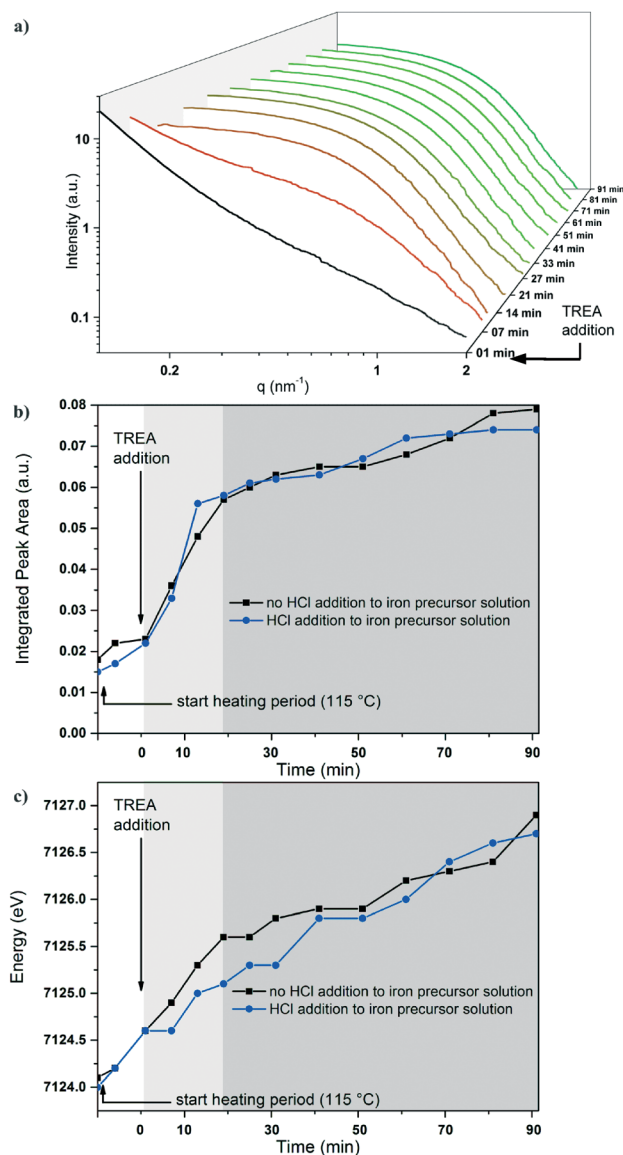 a)
Intensity (a.u.)
10
1
0.1
0.2
1
2
q (nm⁻¹)
91 min
81 min
71 min
61 min
51 min
41 min
33 min
27 min
21 min
14 min
07 min
01 min
TREA
addition
b)
Integrated Peak Area (a.u.)
0.08
0.07
0.06
0.05
0.04
0.03
0.02
0.01
0.00
TREA
addition
no HCl addition to iron precursor solution
HCl addition to iron precursor solution
start heating period (115 °C)
0 10 30 50 70 90
Time (min)
c)
Energy (eV)
7127.0
7126.5
7126.0
7125.5
7125.0
7124.5
7124.0
TREA
addition
no HCl addition to iron precursor solution
HCl addition to iron precursor solution
start heating period (115 °C)
0 10 30 50 70 90
Time (min)